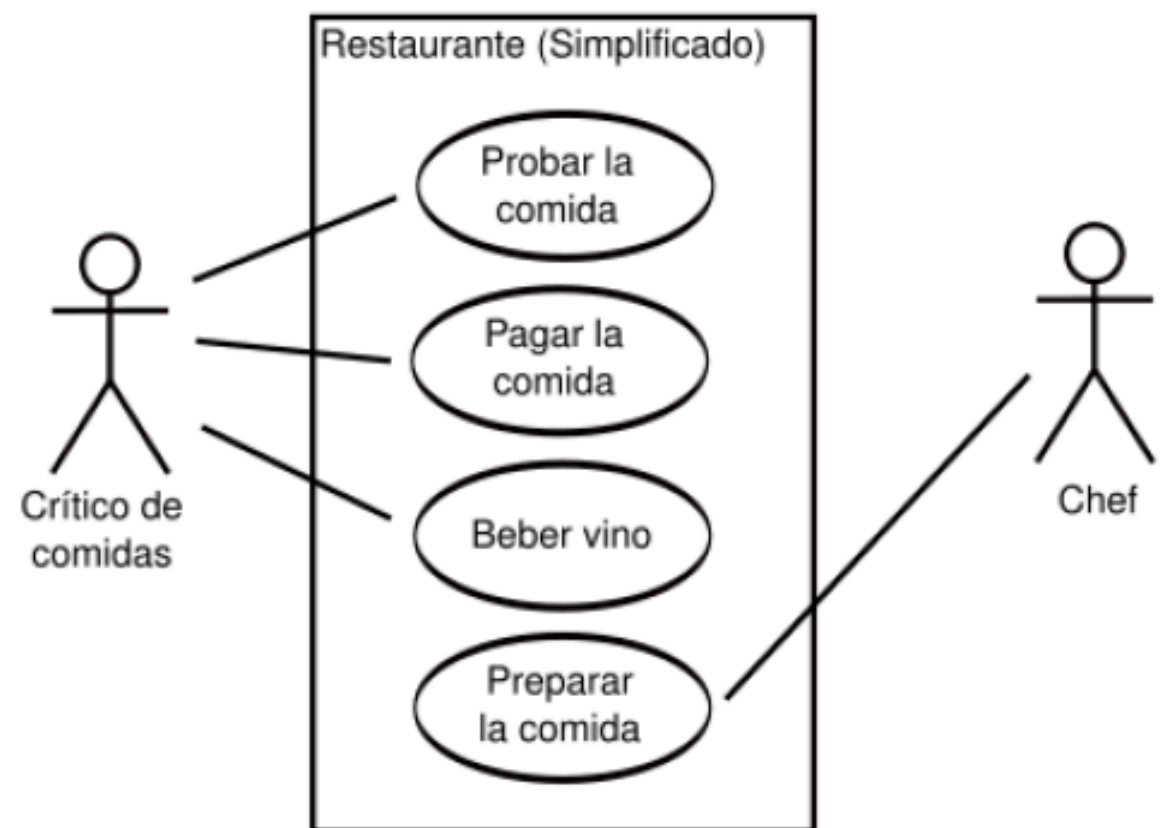 Restaurante (Simplificado)
Probar la
comida
Pagar la
comida
Beber vino
Preparar
la comida
Crítico de
comidas
Chef